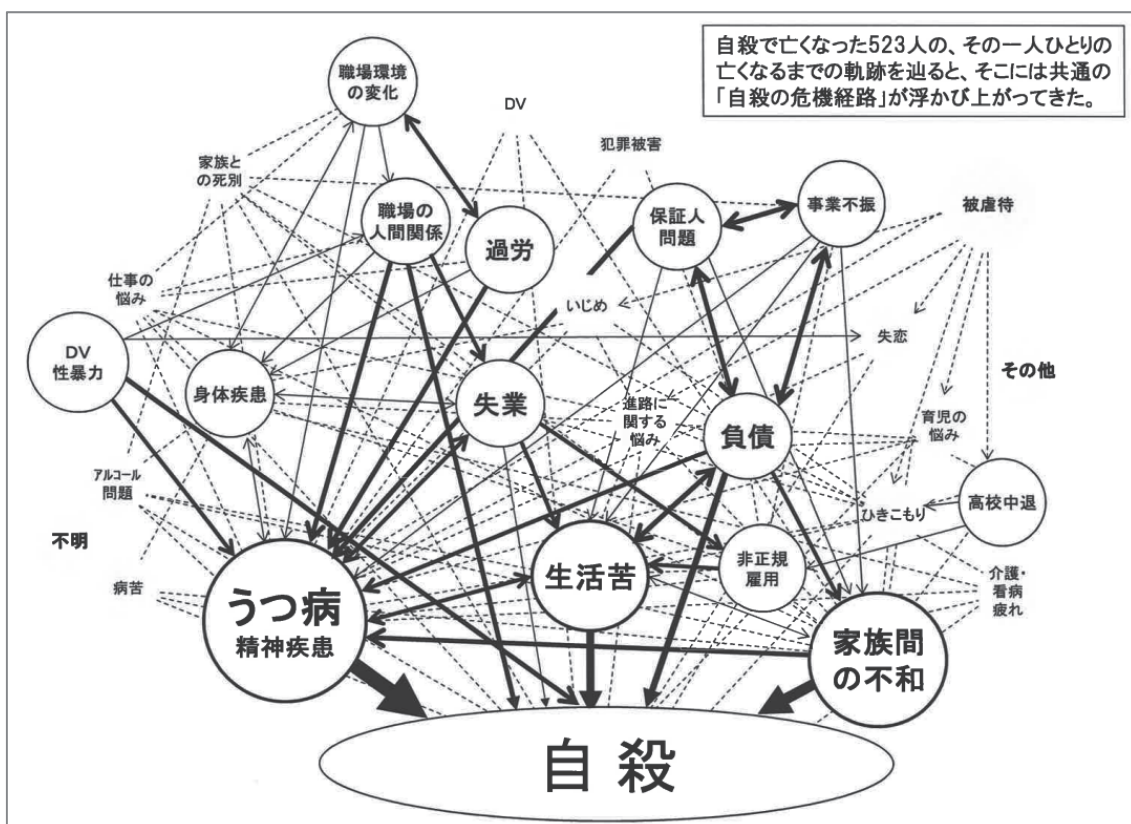 自殺で亡くなった523人の、その一人ひとりの
亡くなるまでの軌跡を辿ると、そこには共通の
「自殺の危機経路」が浮かび上がってきた。
職場環境
の変化
DV
犯罪被害
家族と
の死別
職場の
人間関係
過労
保証人
問題
事業不振
被虐待
仕事の
悩み
いじめ
失恋
DV
性暴力
身体疾患
失業
進路に
関する
悩み
負債
その他
育児の
悩み
アルコール
問題
ひきこもり
高校中退
不明
病苦
うつ病
精神疾患
生活苦
非正規
雇用
介護・
看病
疲れ
家族間
の不和
自殺